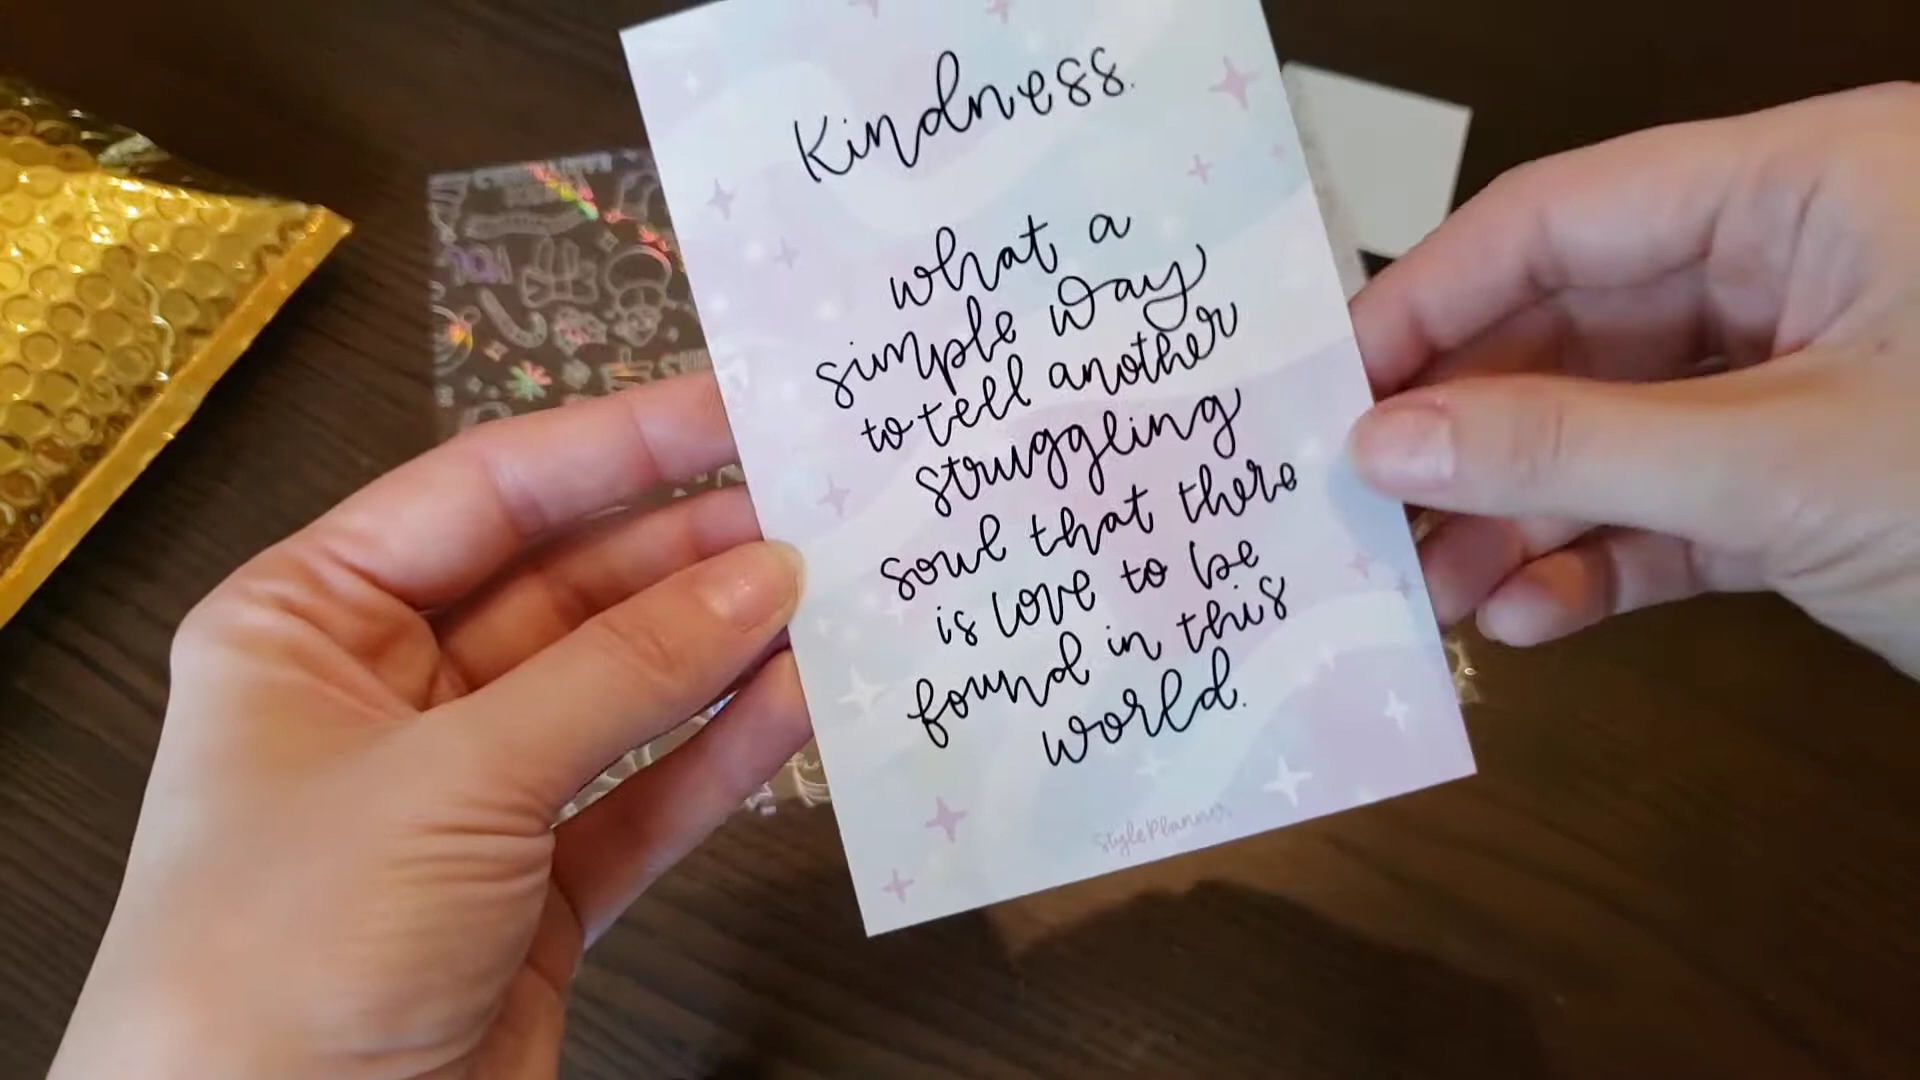 Kindness.
what a
simple way
to tell another
struggling
soul that there
is love to be
found in this
world.
StylePlanner